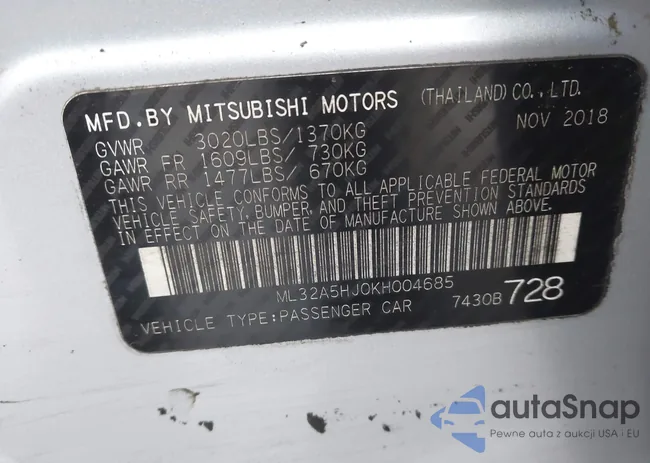 MFD.BY MITSUBISHI MOTORS (THAILAND)CO.,LTD.
GVWR 3020LBS/1370KG NOV 2018
GAWR FR 1609LBS/ 730KG
GAWR RR 1477LBS/ 670KG
THIS VEHICLE CONFORMS TO ALL APPLICABLE FEDERAL MOTOR
VEHICLE SAFETY, BUMPER, AND THEFT PREVENTION STANDARDS
IN EFFECT ON THE DATE OF MANUFACTURE SHOWN ABOVE.
ML32A5HJ0KH004685
VEHICLE TYPE:PASSENGER CAR 7430B 728
autaSnap
Pewne auta z aukcji USA i EU